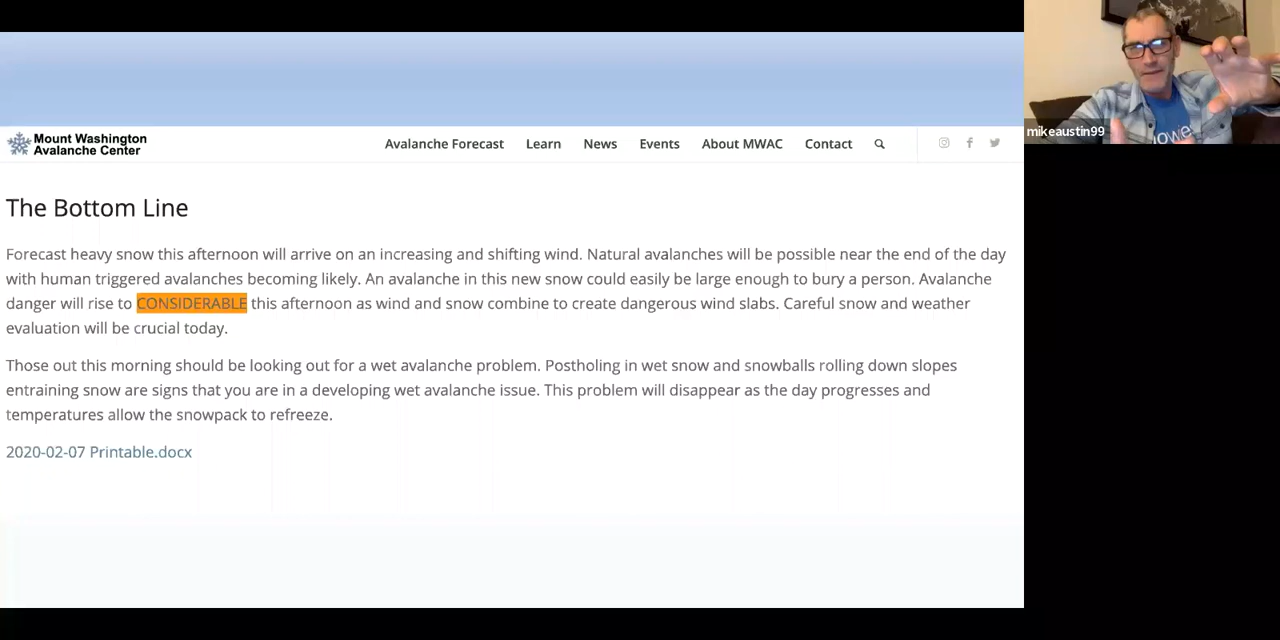 Mount Washington
Avalanche Center
Avalanche Forecast Learn News Events About MWAC Contact
The Bottom Line
Forecast heavy snow this afternoon will arrive on an increasing and shifting wind. Natural avalanches will be possible near the end of the day
with human triggered avalanches becoming likely. An avalanche in this new snow could easily be large enough to bury a person. Avalanche
danger will rise to CONSIDERABLE this afternoon as wind and snow combine to create dangerous wind slabs. Careful snow and weather
evaluation will be crucial today.
Those out this morning should be looking out for a wet avalanche problem. Postholing in wet snow and snowballs rolling down slopes
entraining snow are signs that you are in a developing wet avalanche issue. This problem will disappear as the day progresses and
temperatures allow the snowpack to refreeze.
2020-02-07 Printable.docx
mikeaustin99